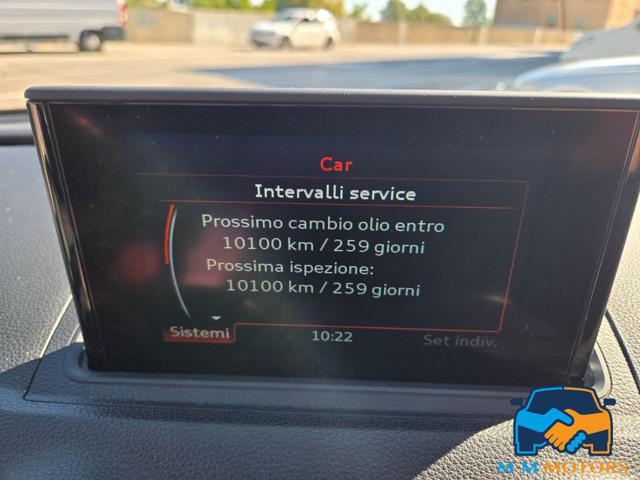 Car
Intervalli service
Prossimo cambio olio entro
10100 km / 259 giorni
Prossima ispezione:
10100 km / 259 giorni
Sistemi
10:22
Set indiv.
M M MOTORS